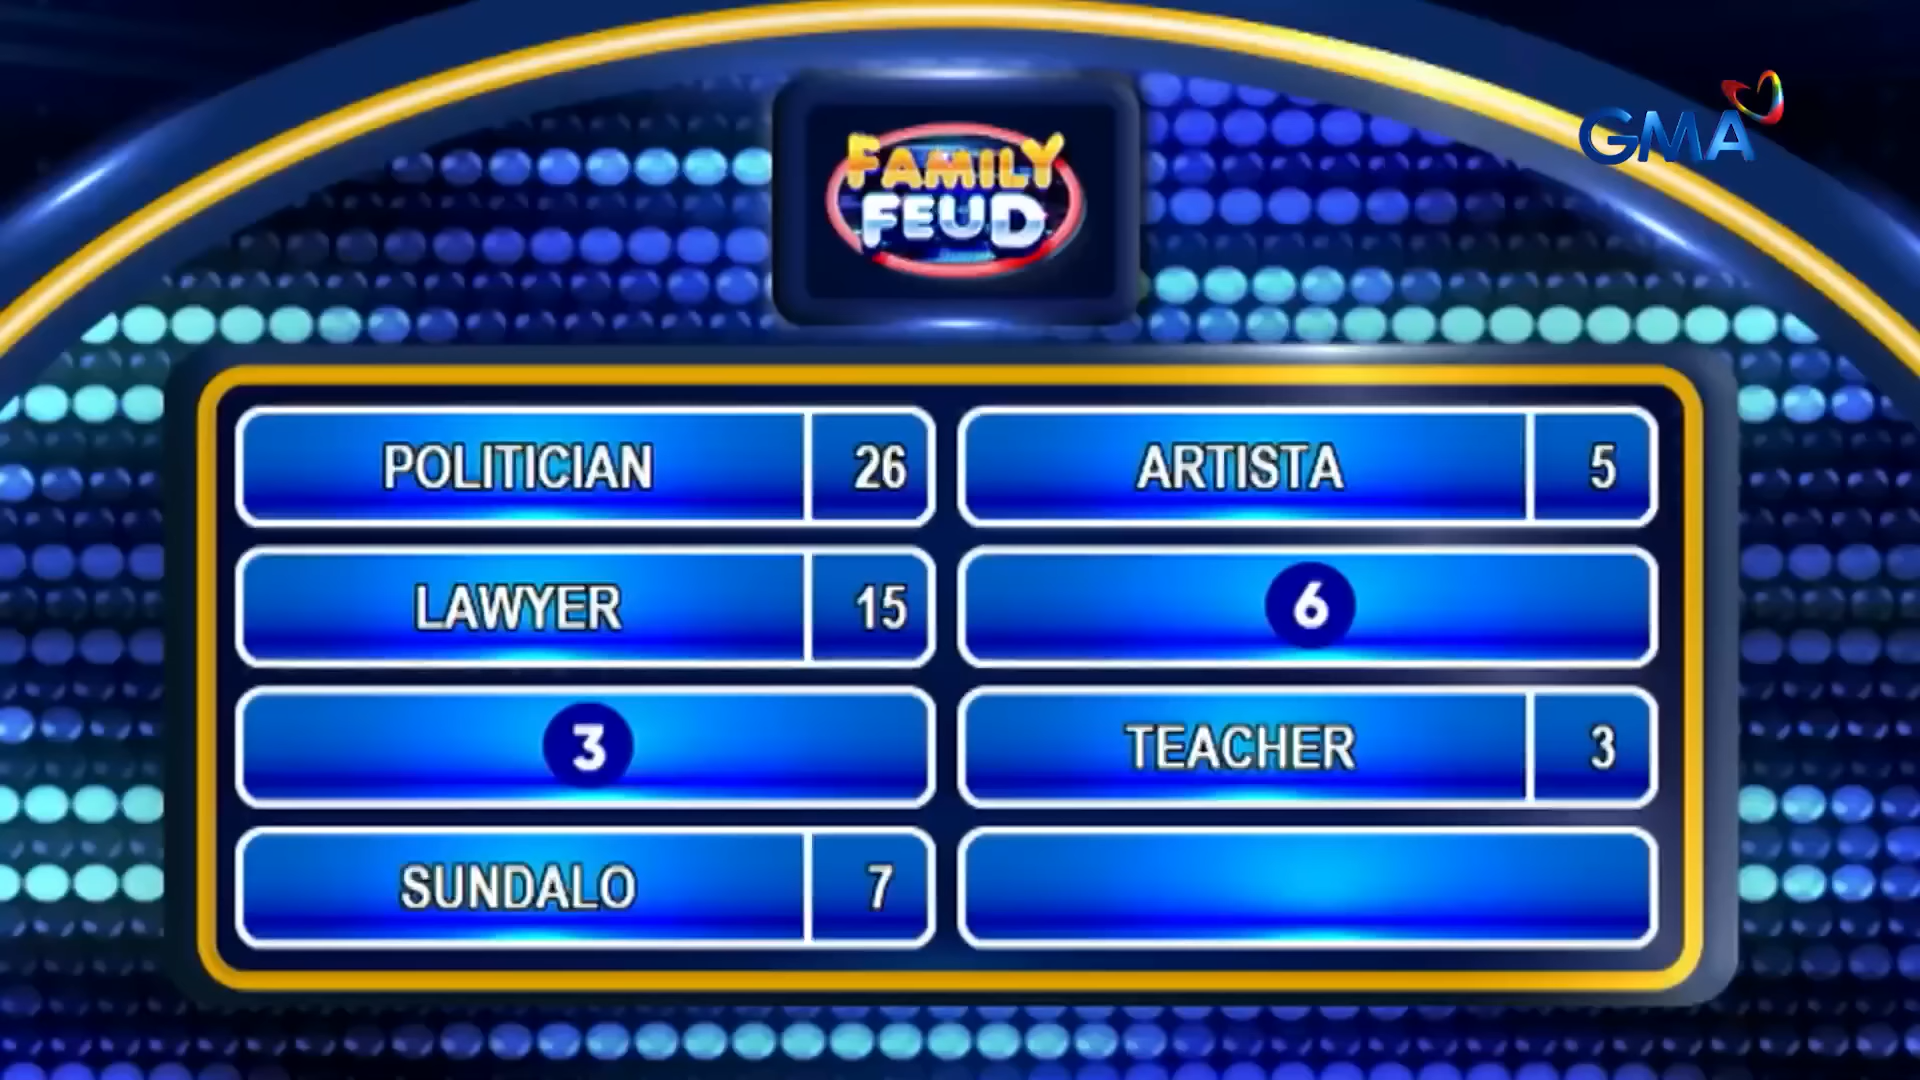 FAMILY
FEUD
GMA
POLITICIAN 26
LAWYER 15
3
SUNDALO 7
ARTISTA 5
6
TEACHER 3